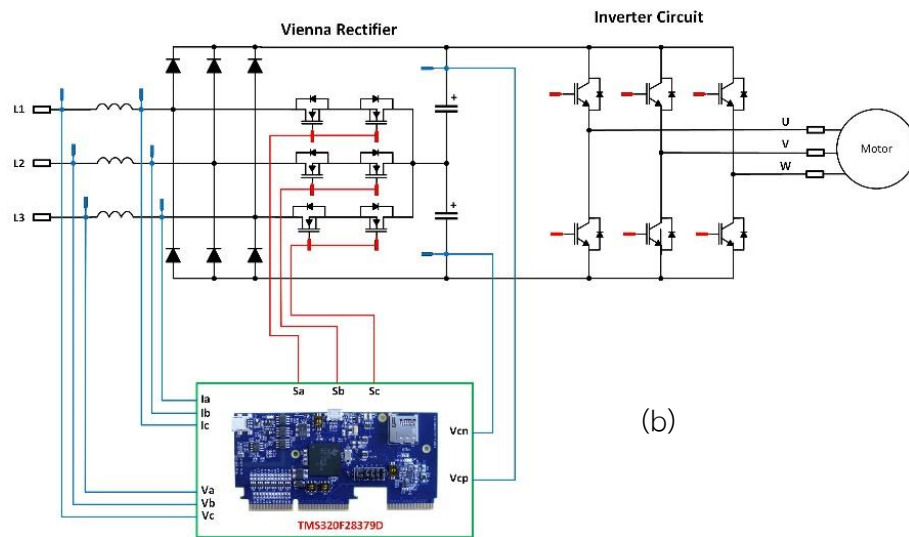 Vienna Rectifier
Inverter Circuit
L1
+
U
L2
V
Motor
W
L3
+
Sa Sb Sc
Ia
Ib
Ic
Vcn
(b)
Vcp
Va
Vb
Vc
TMS320F28379D